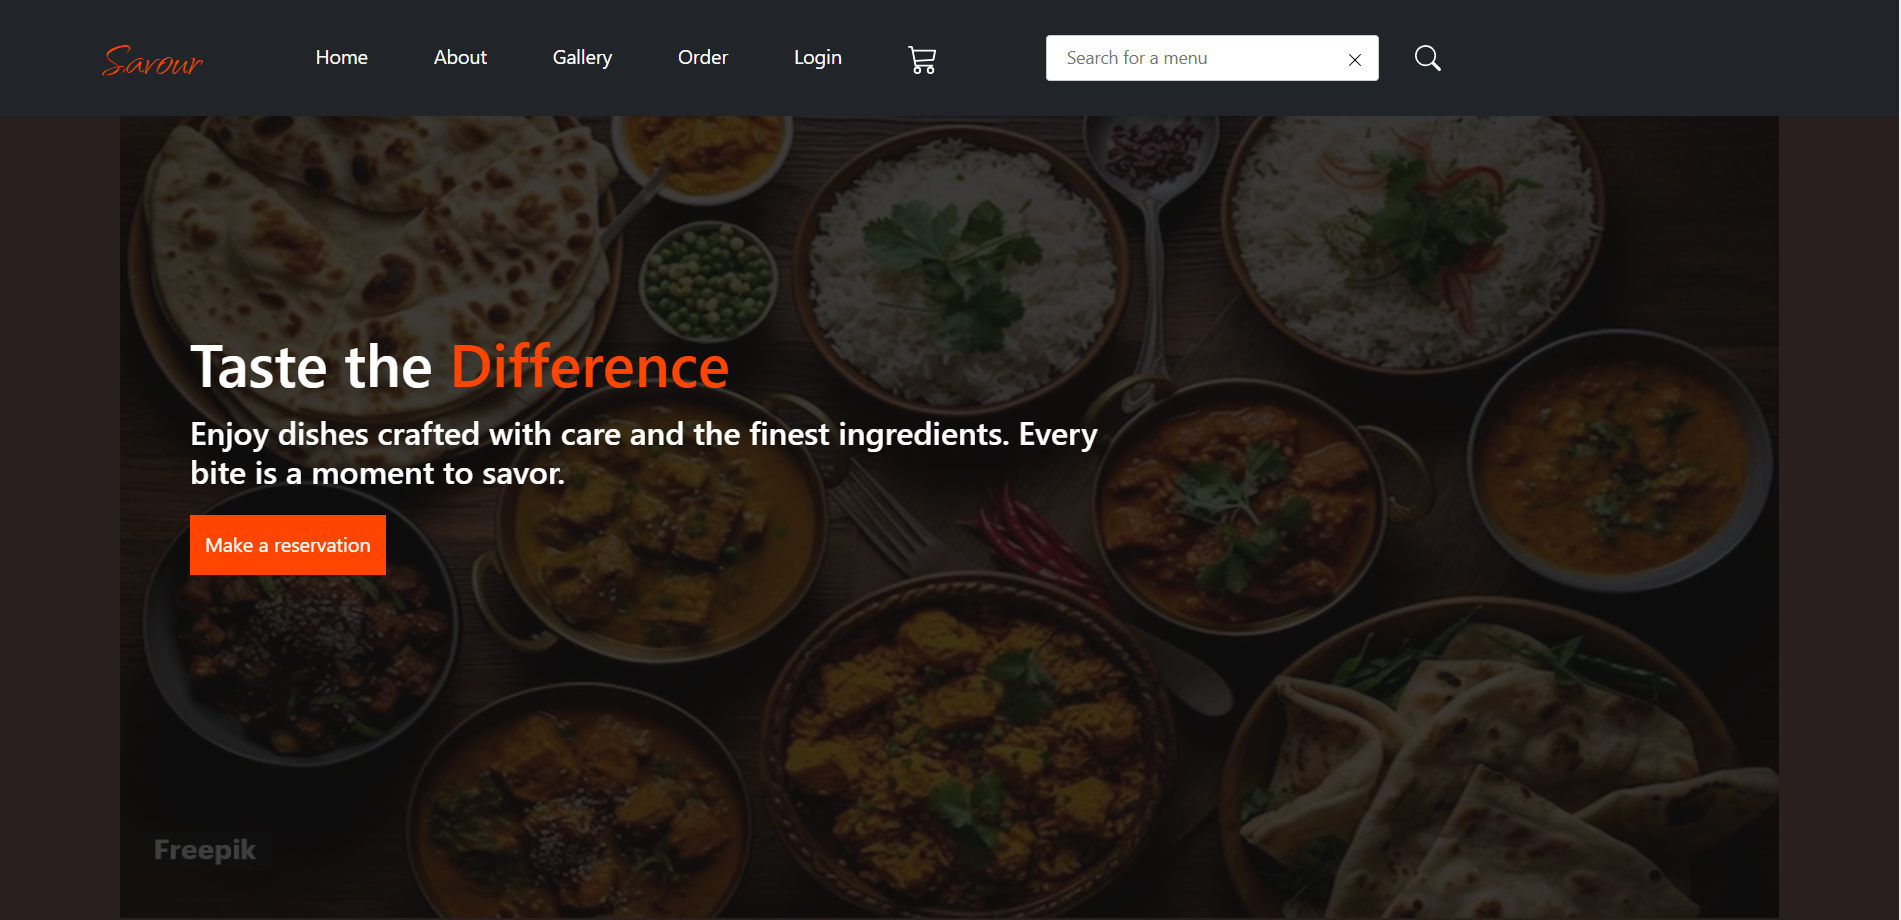 Savour
Home
About
Gallery
Order
Login
Search for a menu
Taste the Difference
Enjoy dishes crafted with care and the finest ingredients. Every
bite is a moment to savor.
Make a reservation
Freepik